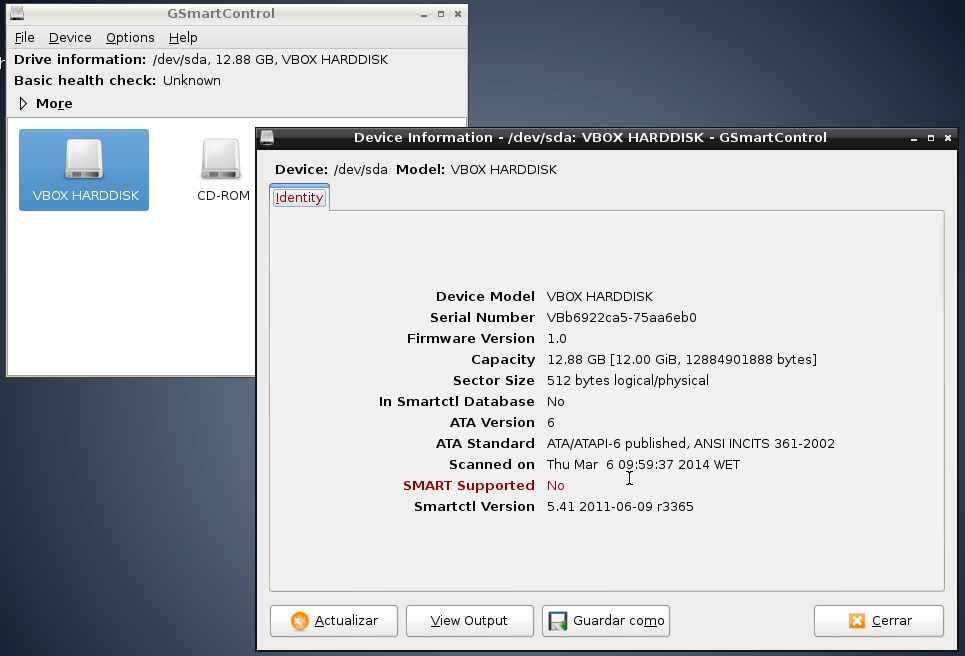 GSmartControl
File Device Options Help
Drive information: /dev/sda, 12.88 GB, VBOX HARDDISK
Basic health check: Unknown
More
VBOX HARDDISK
CD-ROM
Device Information - /dev/sda: VBOX HARDDISK - GSmartControl
Device: /dev/sda Model: VBOX HARDDISK
Identity
Device Model VBOX HARDDISK
Serial Number VBb6922ca5-75aa6eb0
Firmware Version 1.0
Capacity 12.88 GB [12.00 GiB, 12884901888 bytes]
Sector Size 512 bytes logical/physical
In Smartctl Database No
ATA Version 6
ATA Standard ATA/ATAPI-6 published, ANSI INCITS 361-2002
Scanned on Thu Mar  6 09:59:37 2014 WET
SMART Supported No
Smartctl Version 5.41 2011-06-09 r3365
Actualizar View Output Guardar como Cerrar